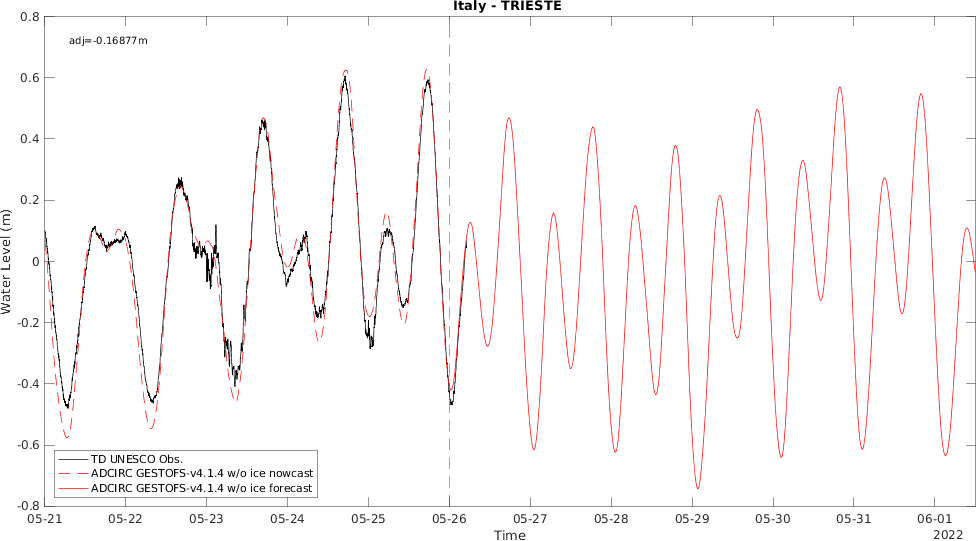 Italy - TRIESTE
adj=-0.16877m
Water Level (m)
0.8
0.6
0.4
0.2
0
-0.2
-0.4
-0.6
-0.8
TD UNESCO Obs.
ADCIRC GESTOFS-v4.1.4 w/o ice nowcast
ADCIRC GESTOFS-v4.1.4 w/o ice forecast
05-21 05-22 05-23 05-24 05-25 05-26 05-27 05-28 05-29 05-30 05-31 06-01
Time
2022